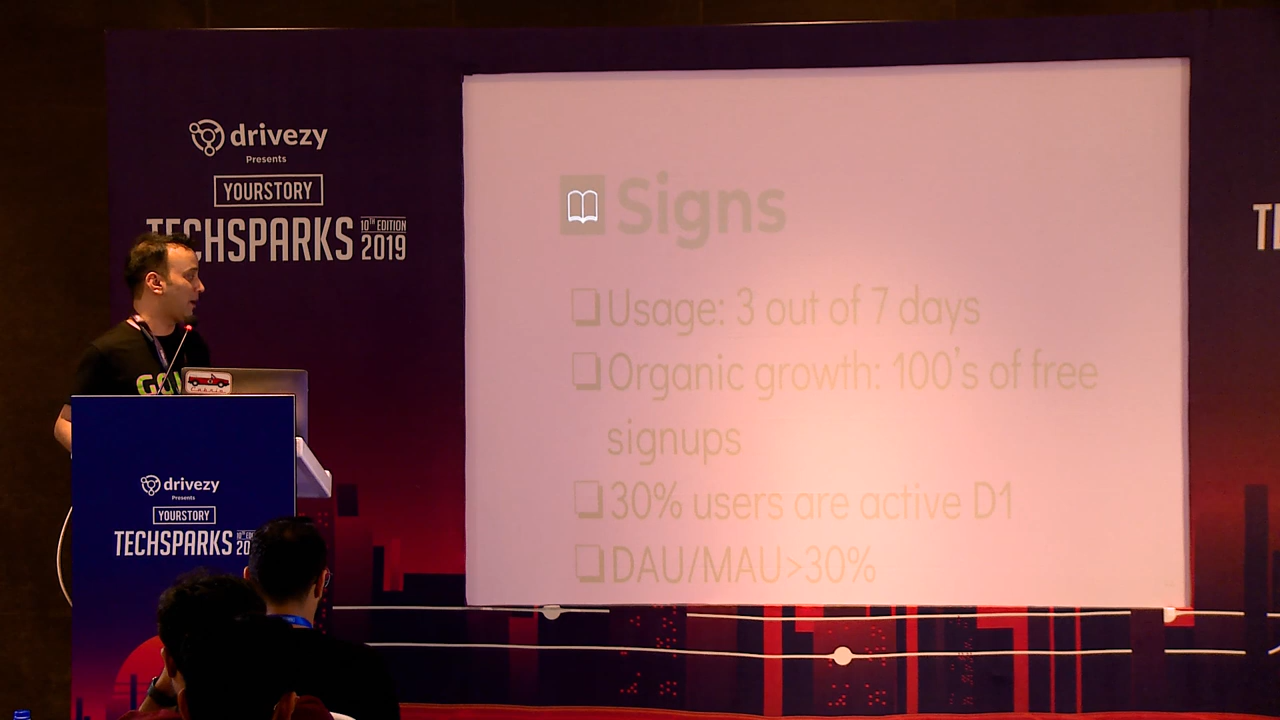 drivezy
Presents
YOURSTORY
TECHSPARKS 10TH EDITION 2019
Signs
Usage: 3 out of 7 days
Organic growth: 100's of free
signups
30% users are active D1
DAU/MAU>30%
drivezy
Presents
YOURSTORY
TECHSPARKS